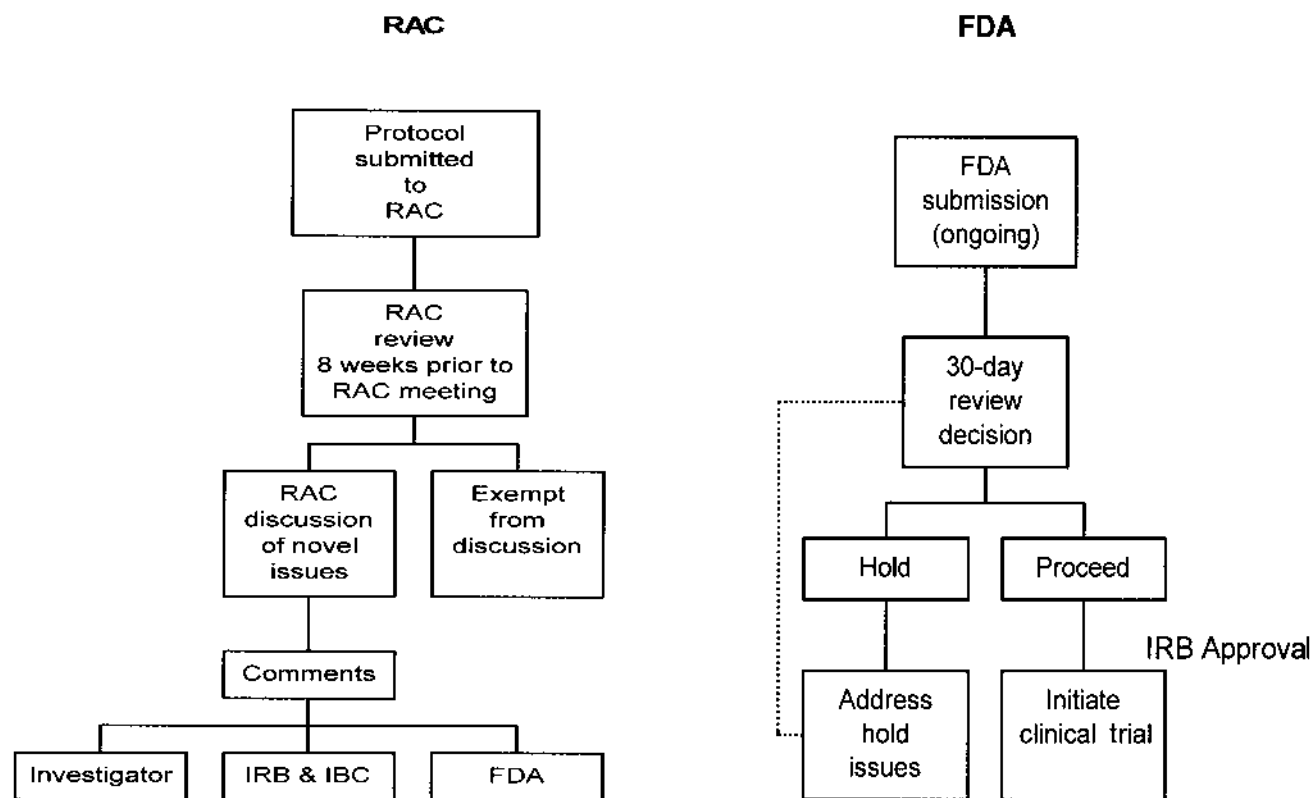 RAC
Protocol
submitted
to
RAC
RAC
review
8 weeks prior to
RAC meeting
RAC
discussion
of novel
issues
Exempt
from
discussion
Comments
Investigator
IRB & IBC
FDA
FDA
FDA
submission
(ongoing)
30-day
review
decision
Hold
Proceed
IRB Approval
Address
hold
issues
Initiate
clinical trial